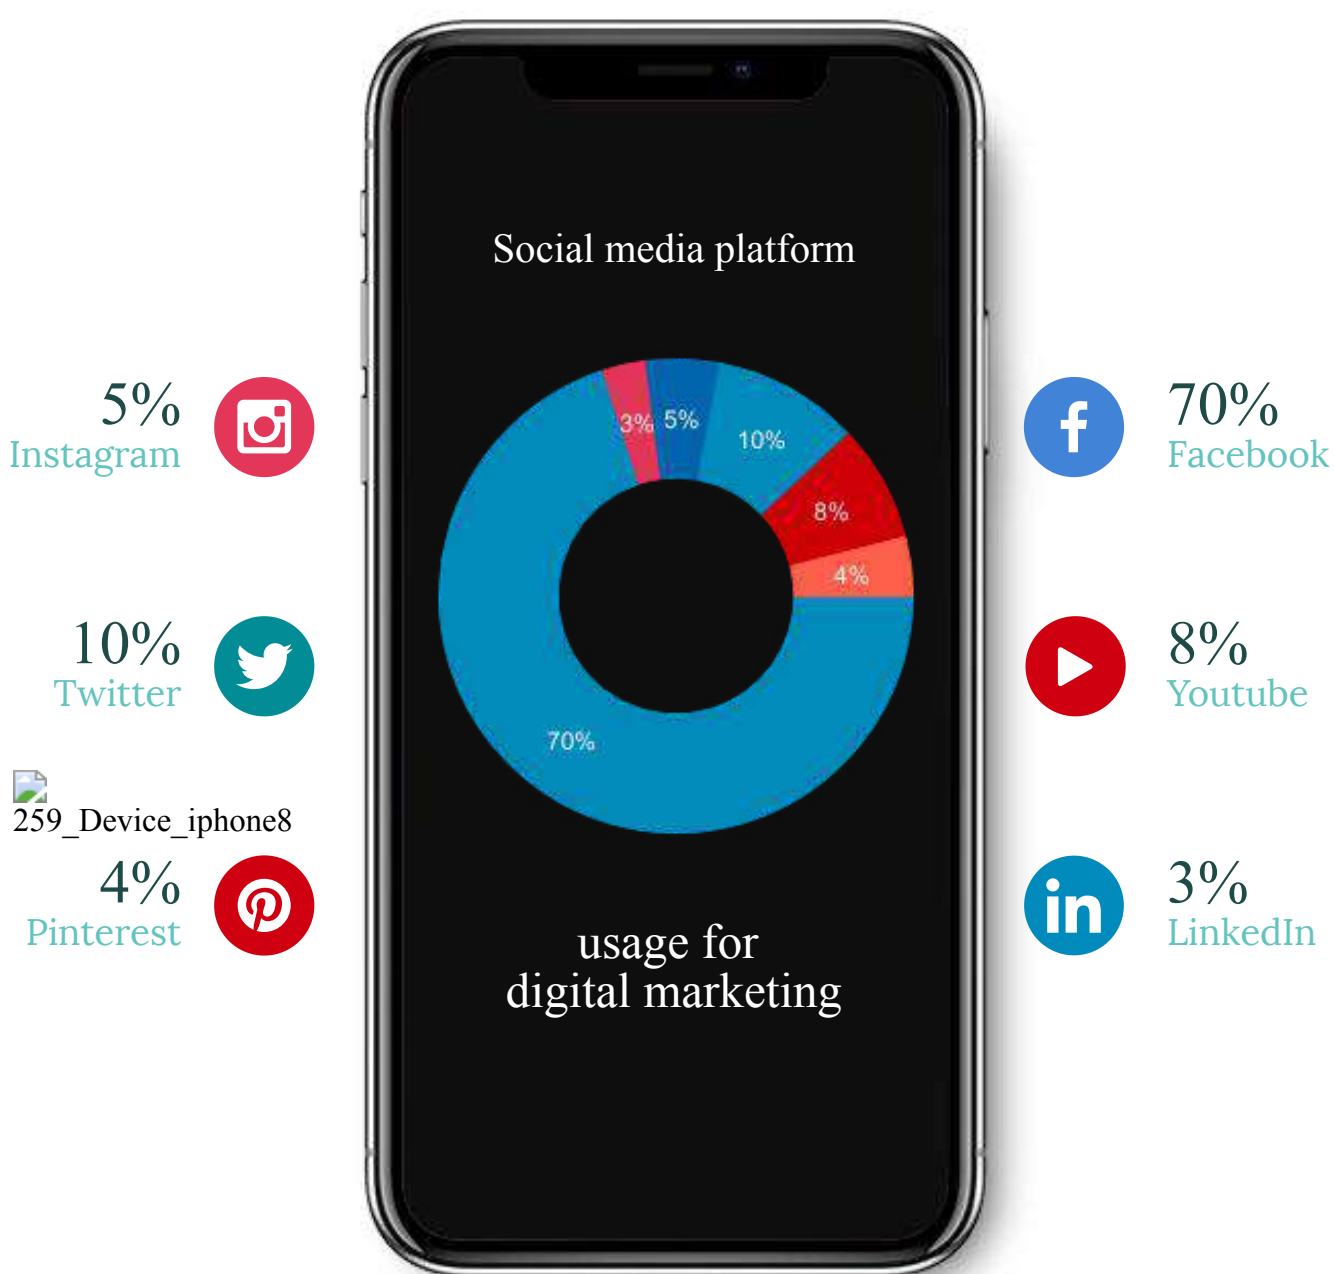 Social media platform
5%
Instagram
10%
Twitter
259_Device_iphone8
4%
Pinterest
3%
5%
10%
8%
4%
70%
usage for
digital marketing
70%
Facebook
8%
Youtube
in
3%
LinkedIn